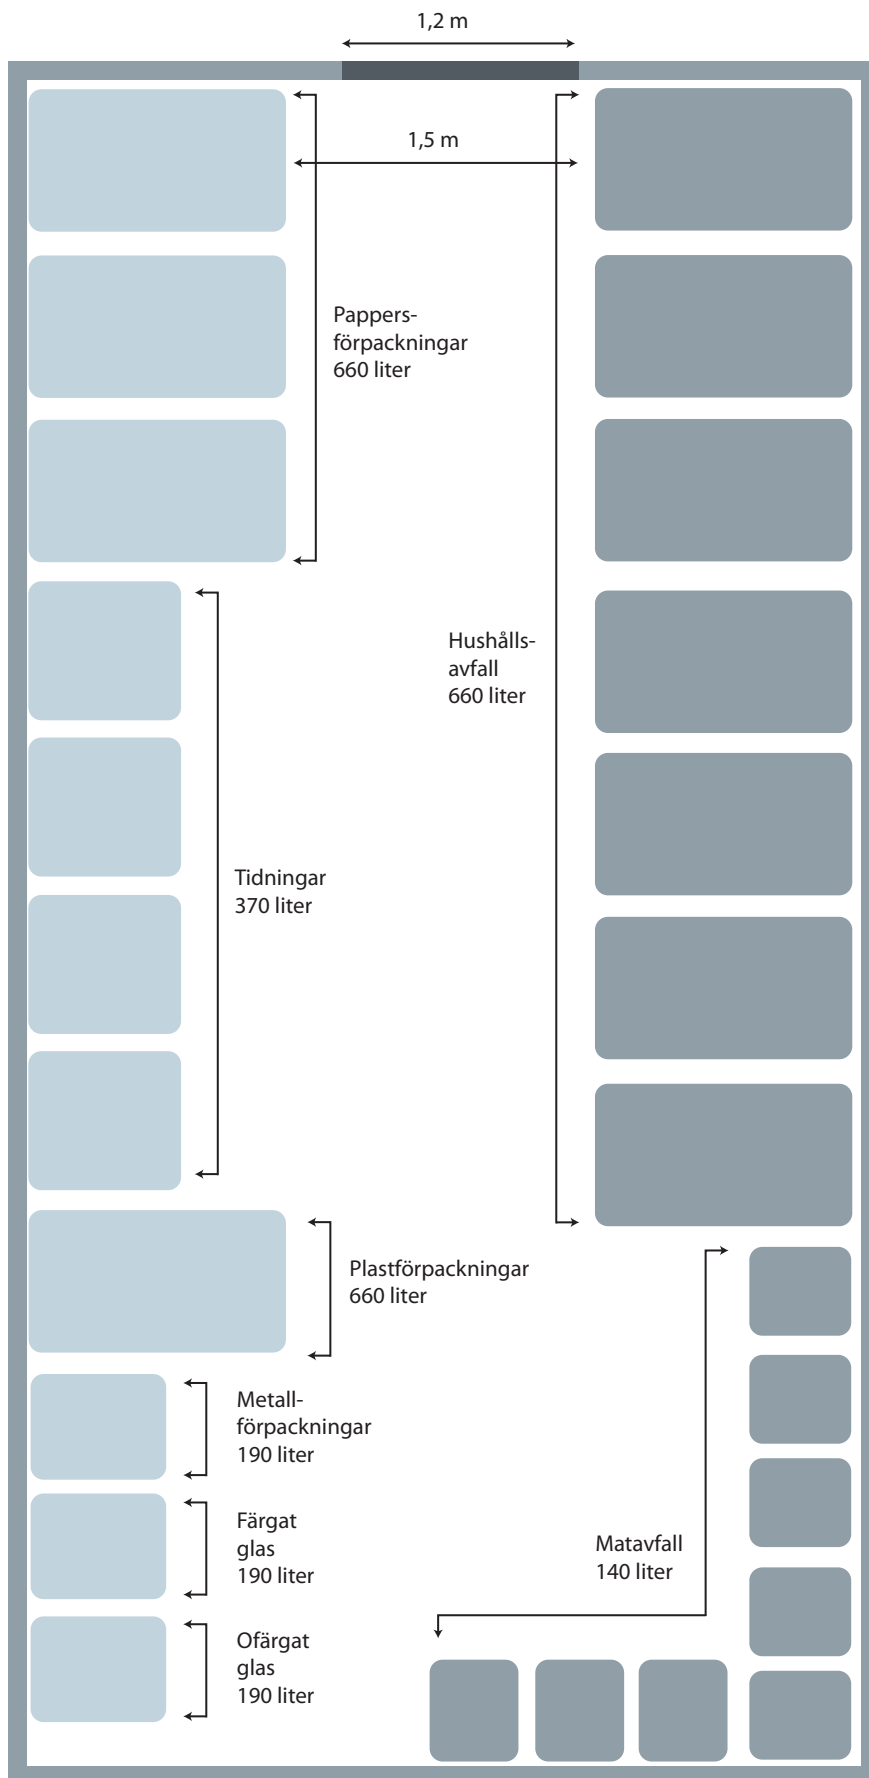 1,2 m
1,5 m
Pappers-
förpackningar
660 liter
Hushålls-
avfall
660 liter
Tidningar
370 liter
Plastförpackningar
660 liter
Metall-
förpackningar
190 liter
Färgat
glas
190 liter
Matavfall
140 liter
Ofärgat
glas
190 liter